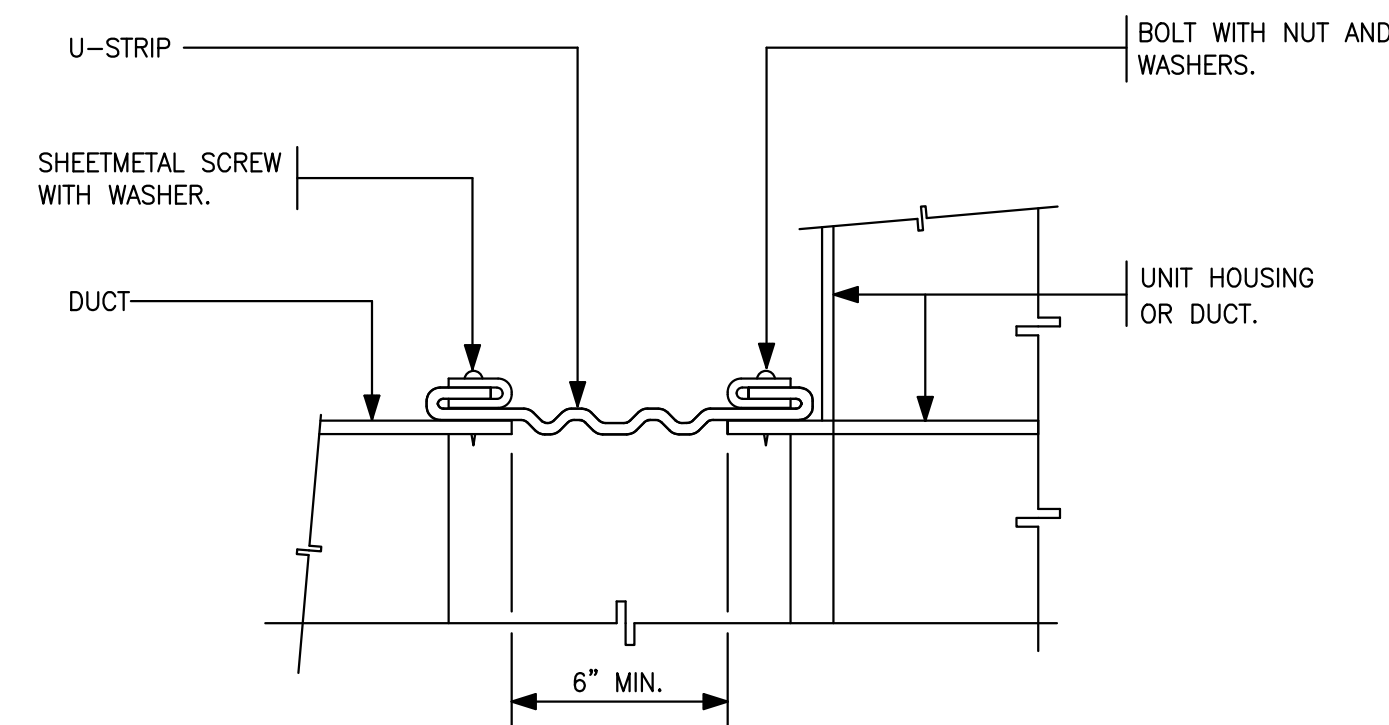 U-STRIP
BOLT WITH NUT AND
WASHERS.
SHEETMETAL SCREW
WITH WASHER.
DUCT
UNIT HOUSING
OR DUCT.
6" MIN.